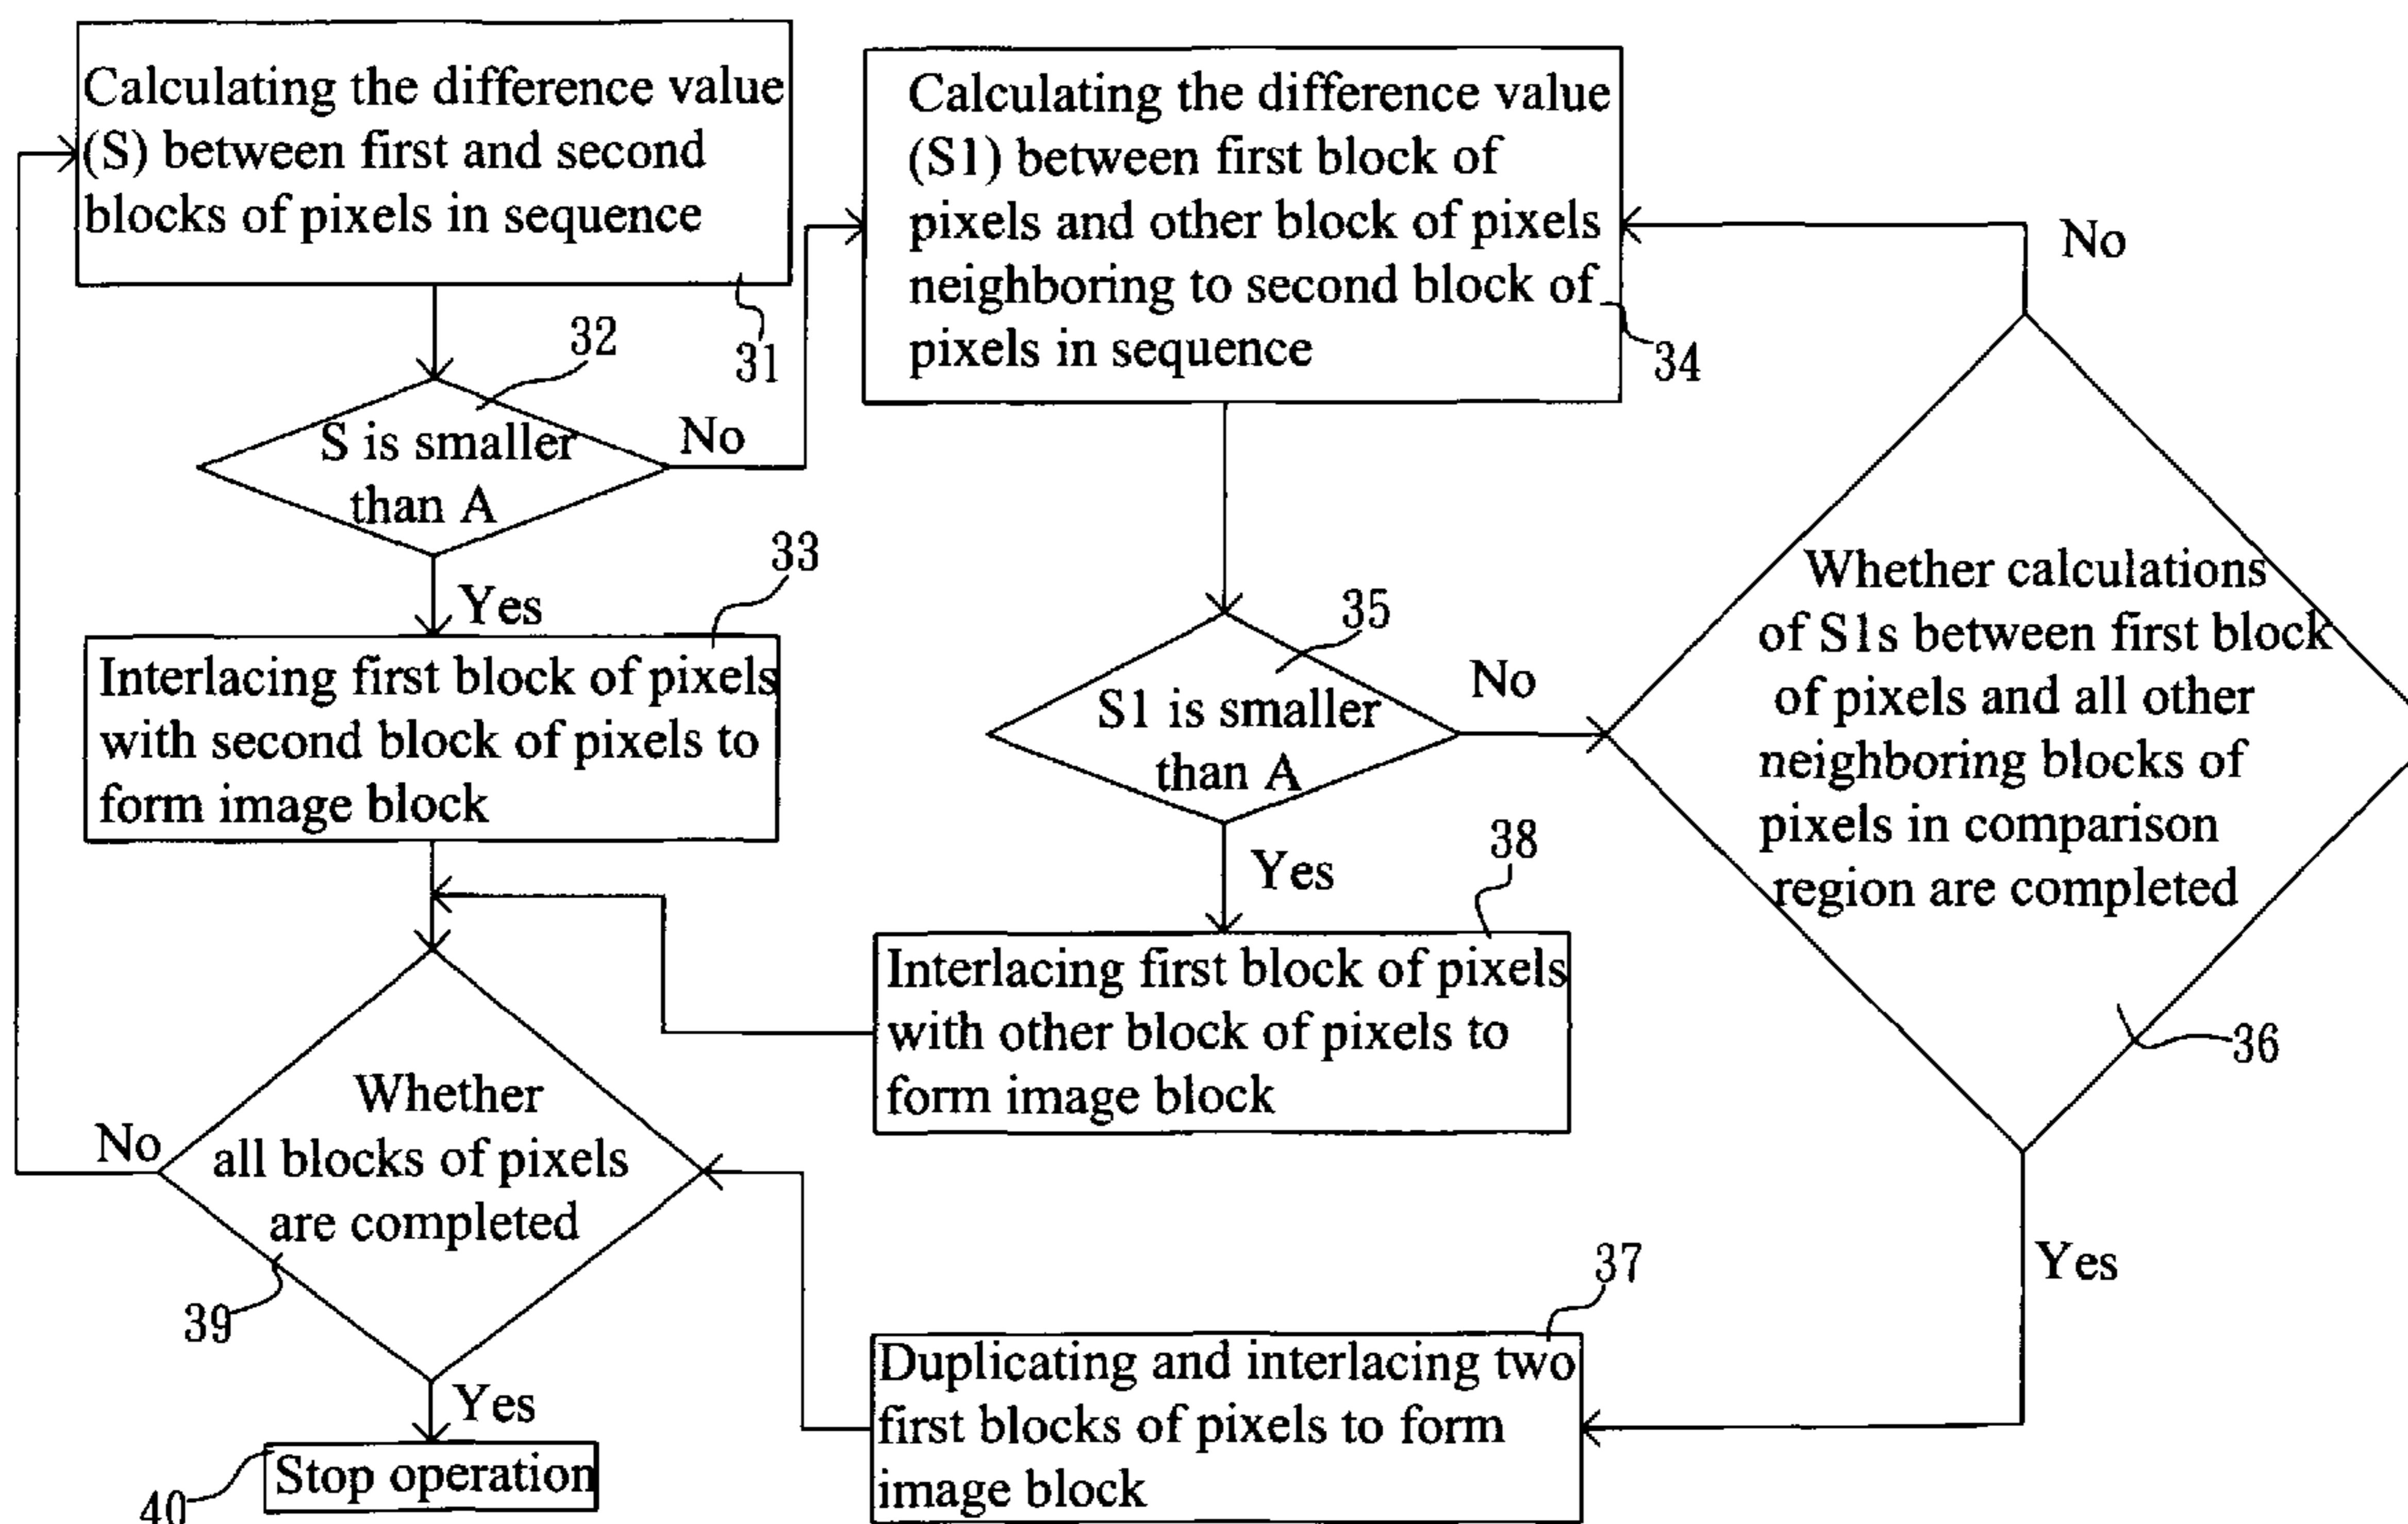 Calculating the difference value
(S) between first and second
blocks of pixels in sequence
31
32
S is smaller
than A
No
Yes
33
Interlacing first block of pixels
with second block of pixels to
form image block
Calculating the difference value
(S1) between first block of
pixels and other block of pixels
neighboring to second block of
pixels in sequence
34
No
35
S1 is smaller
than A
No
Yes
38
Interlacing first block of pixels
with other block of pixels to
form image block
Whether calculations
of S1s between first block
of pixels and all other
neighboring blocks of
pixels in comparison
region are completed
36
Yes
37
Duplicating and interlacing two
first blocks of pixels to form
image block
Whether
all blocks of pixels
are completed
No
39
Yes
Stop operation
40